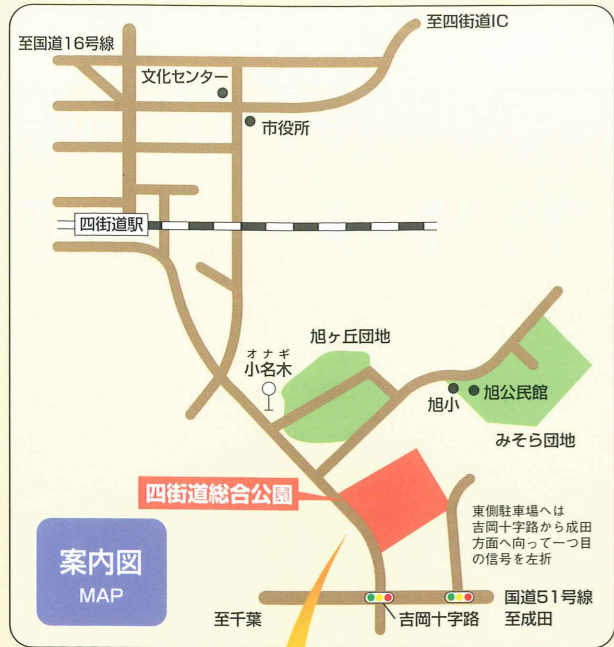 至四街道IC
至国道16号線
文化センター
市役所
四街道駅
旭ヶ丘団地
オナギ
小名木
旭小
旭公民館
みそら団地
四街道総合公園
東側駐車場へは
吉岡十字路から成田
方面へ向って一つ目
の信号を左折
案内図
MAP
国道51号線
至千葉
吉岡十字路
至成田